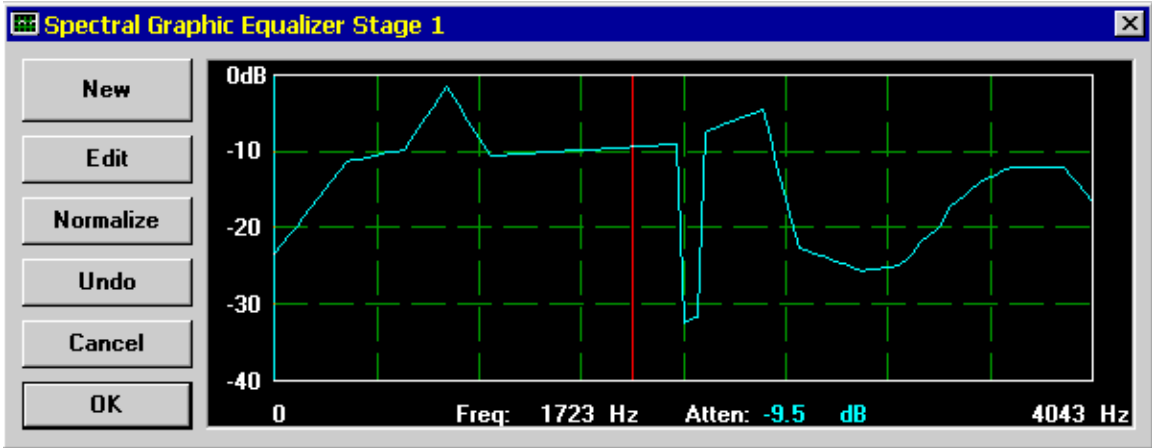 Spectral Graphic Equalizer Stage 1
New
Edit
Normalize
Undo
Cancel
OK
0dB
-10
-20
-30
-40
0 Freq: 1723 Hz Atten: -9.5 dB 4043 Hz